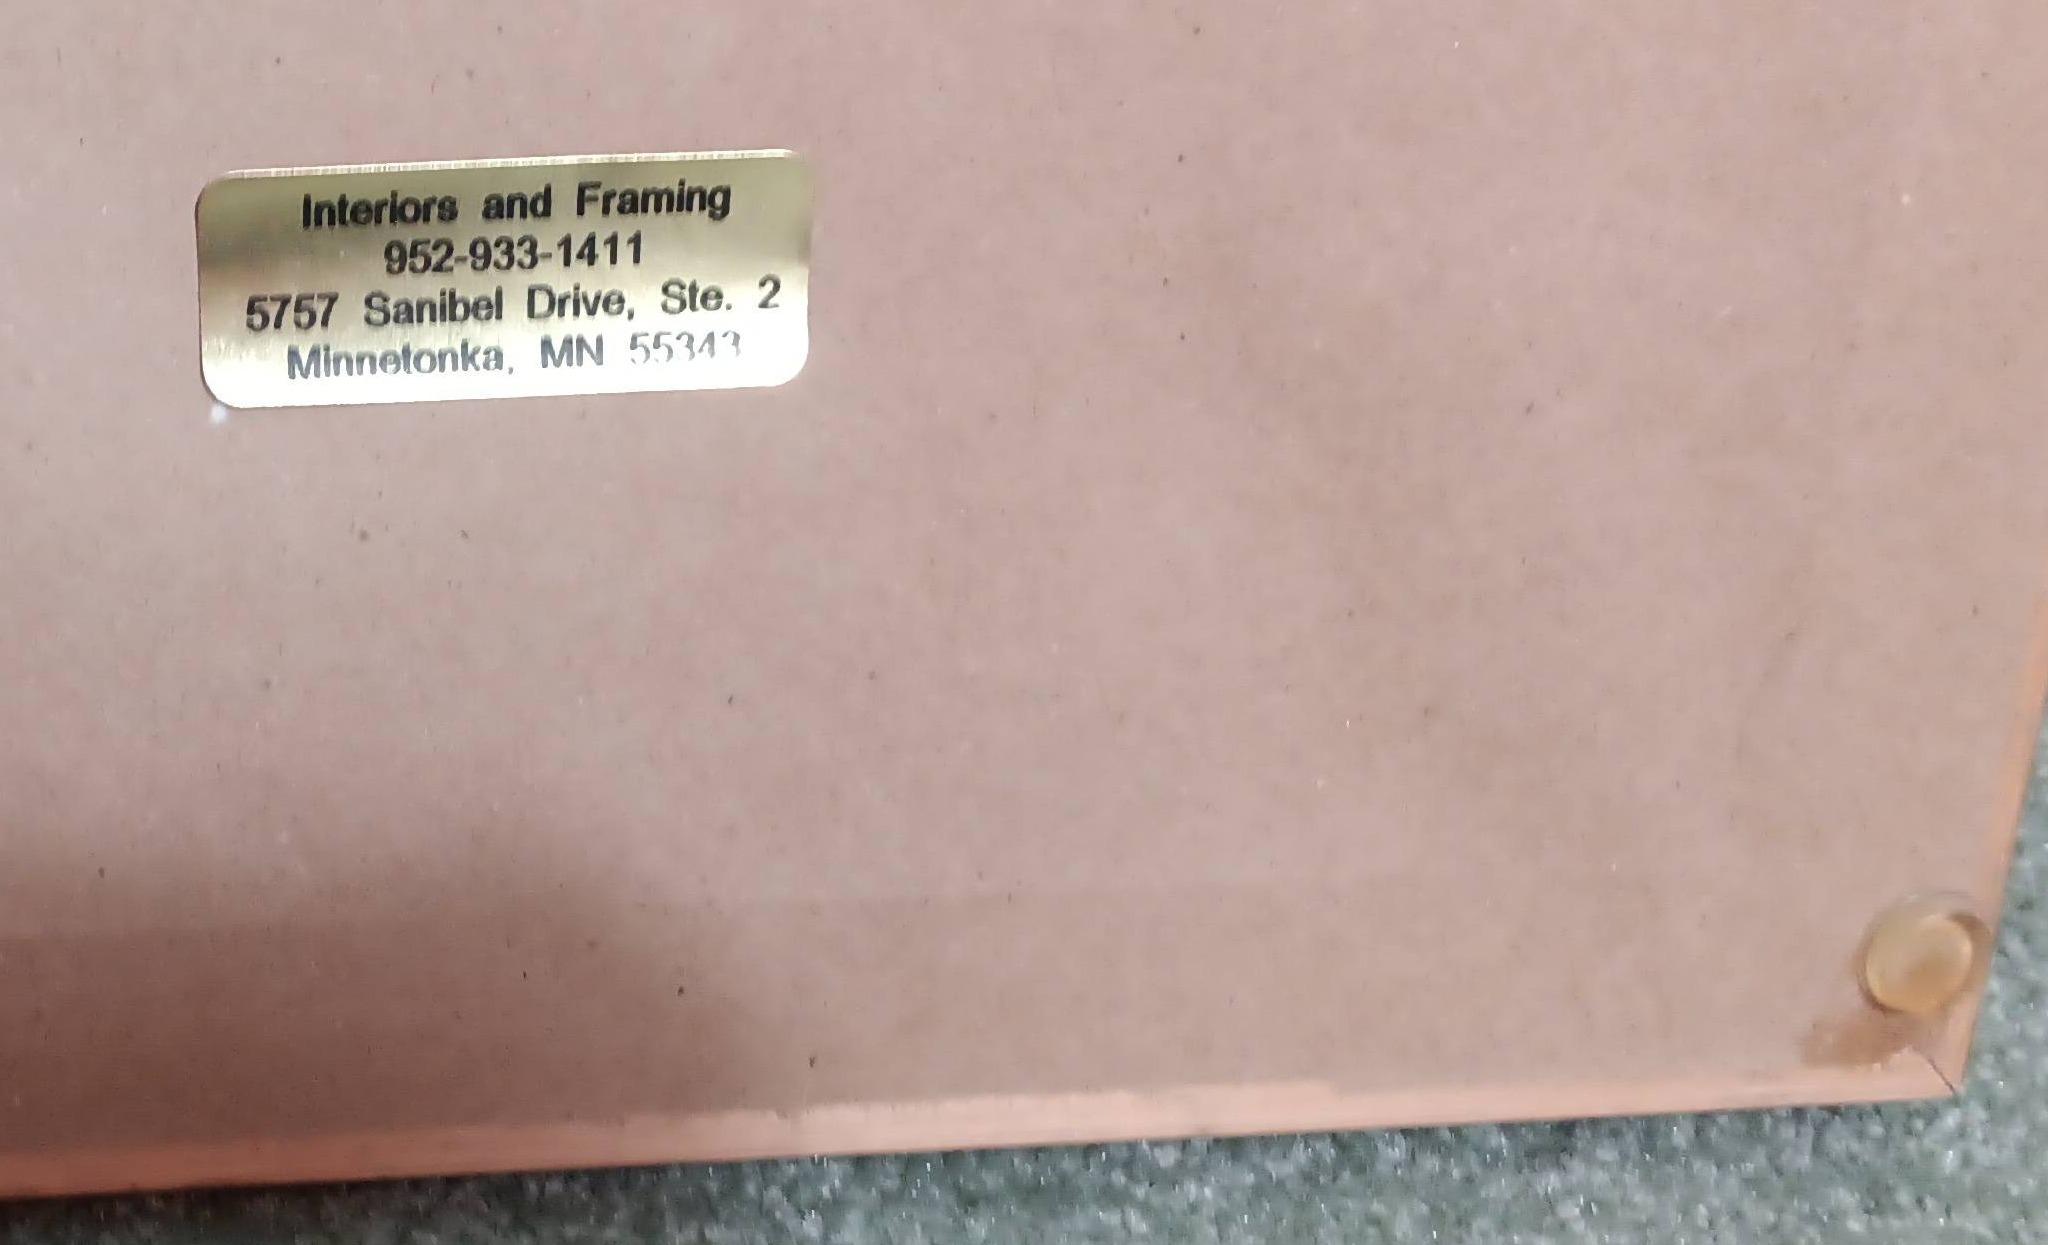 Interiors and Framing
952-933-1411
5757 Sanibel Drive, Ste. 2
Minnetonka, MN 55343